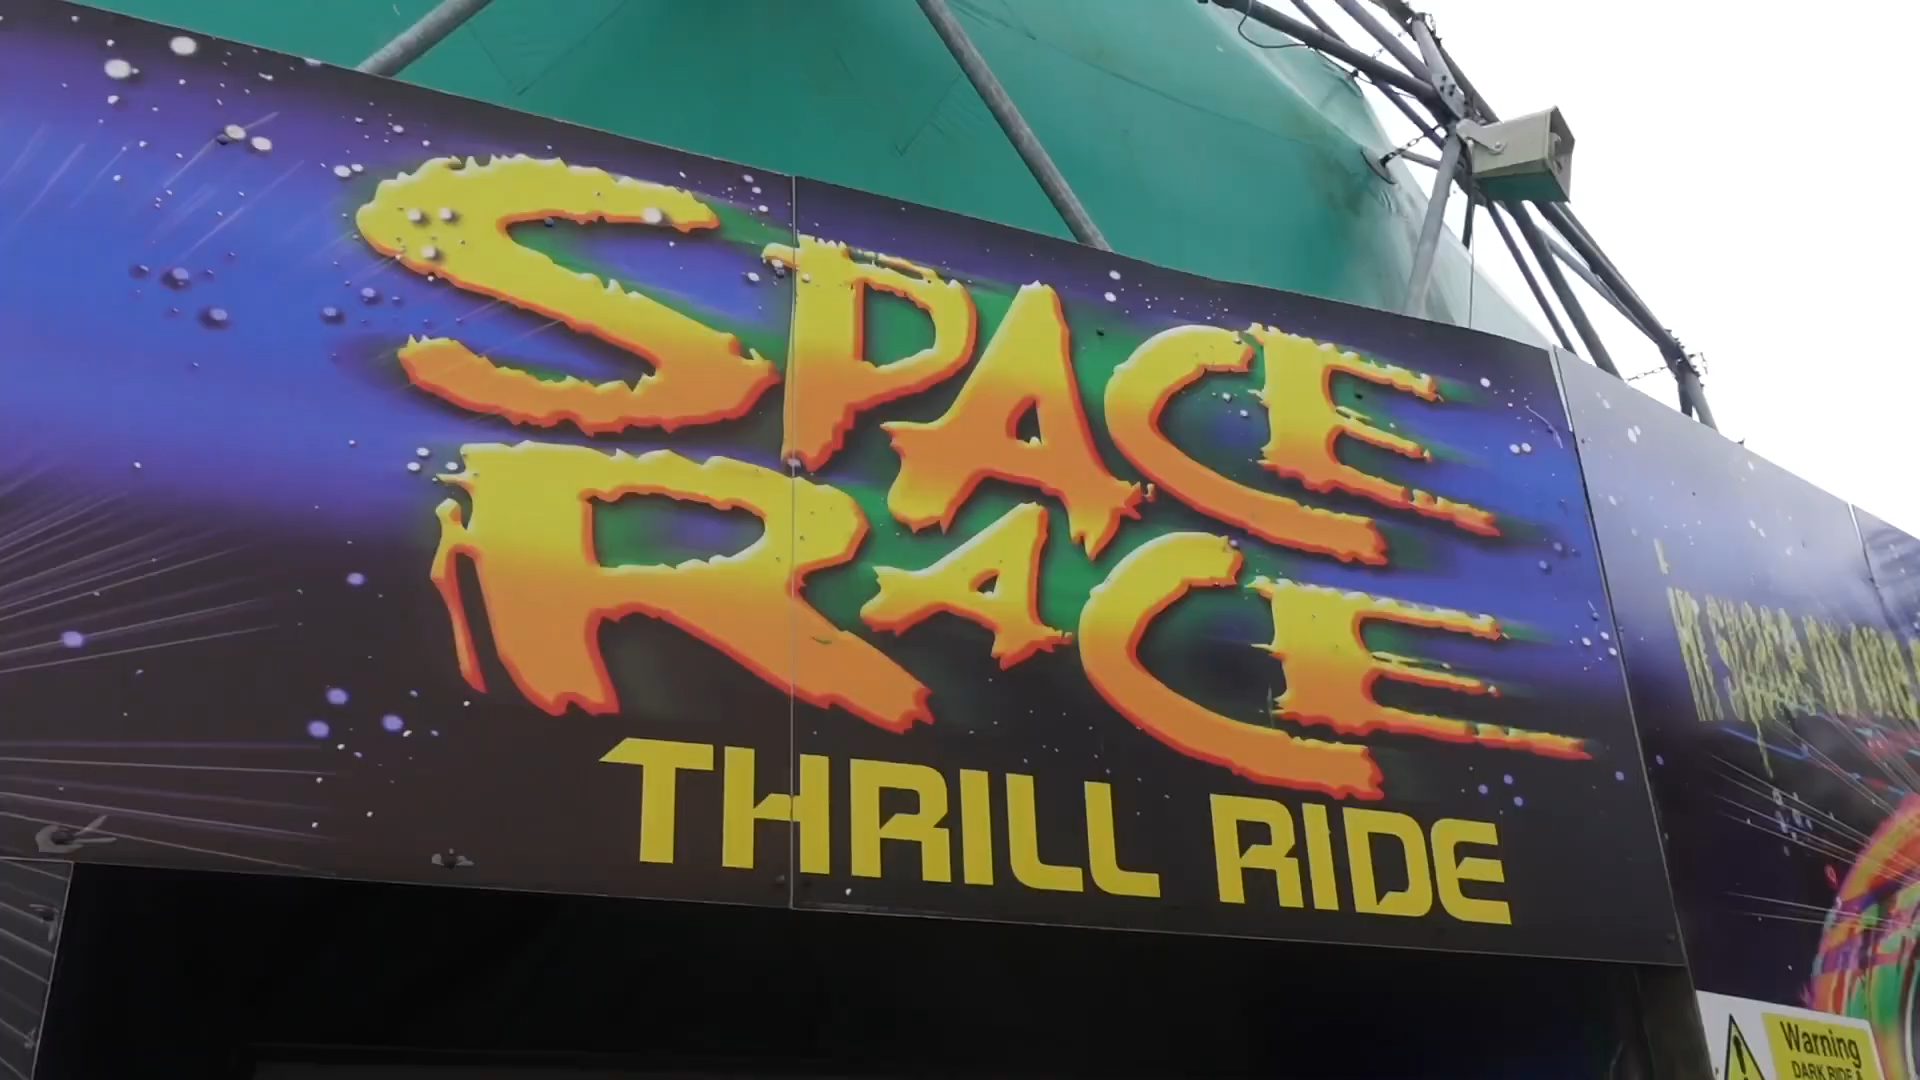 SPACE
RACE
THRILL RIDE
Warning
DARK RIDE &